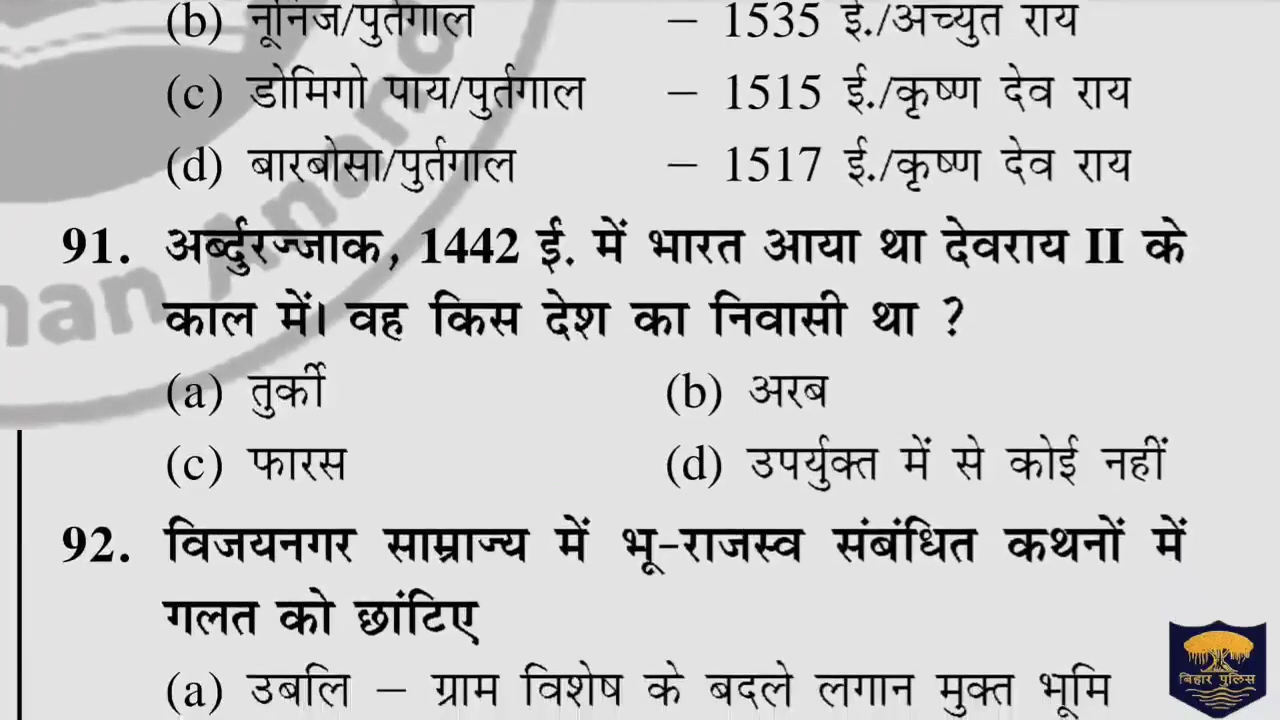 (b) नूनिज/पुर्तगाल – 1535 ई./अच्युत राय
(c) डोमिगो पाय/पुर्तगाल – 1515 ई./कृष्ण देव राय
(d) बारबोसा/पुर्तगाल – 1517 ई./कृष्ण देव राय
91. अर्ब्दुरज्जाक, 1442 ई. में भारत आया था देवराय II के
काल में। वह किस देश का निवासी था ?
(a) तुर्की (b) अरब
(c) फारस (d) उपर्युक्त में से कोई नहीं
92. विजयनगर साम्राज्य में भू-राजस्व संबंधित कथनों में
गलत को छांटिए
(a) उबलि – ग्राम विशेष के बदले लगान मुक्त भूमि
बिहार पुलिस